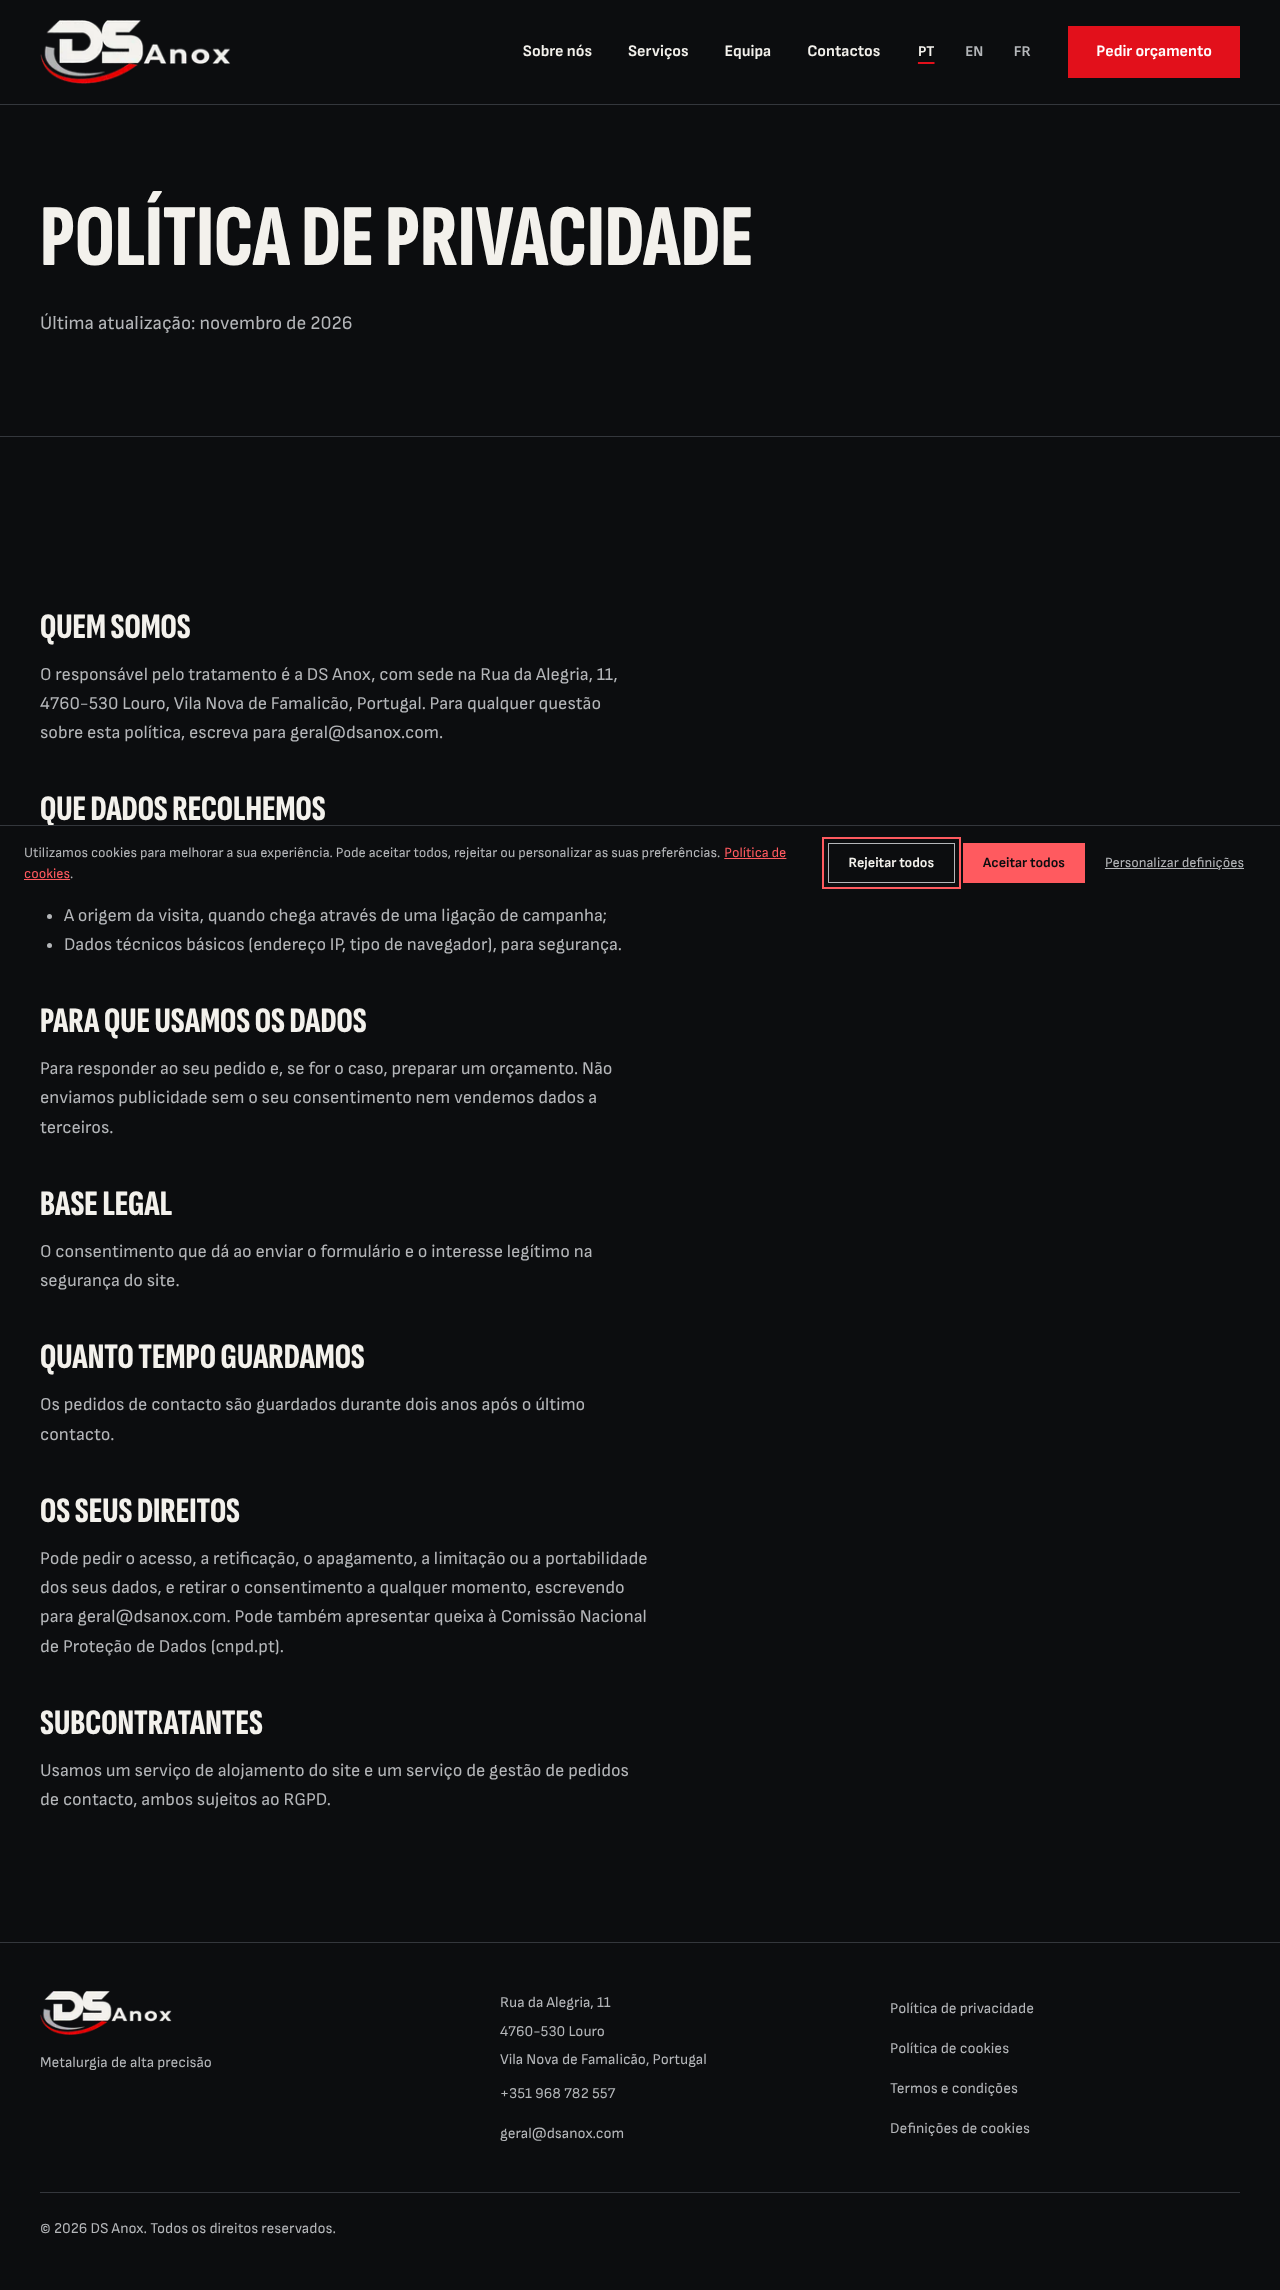 DS Anox
Sobre nós
Serviços
Equipa
Contactos
PT
EN
FR
Pedir orçamento
POLÍTICA DE PRIVACIDADE
Última atualização: novembro de 2026
QUEM SOMOS
O responsável pelo tratamento é a DS Anox, com sede na Rua da Alegria, 11,
4760-530 Louro, Vila Nova de Famalicão, Portugal. Para qualquer questão
sobre esta política, escreva para geral@dsanox.com.
QUE DADOS RECOLHEMOS
Utilizamos cookies para melhorar a sua experiência. Pode aceitar todos, rejeitar ou personalizar as suas preferências. Política de
cookies.
Rejeitar todos
Aceitar todos
Personalizar definições
• A origem da visita, quando chega através de uma ligação de campanha;
• Dados técnicos básicos (endereço IP, tipo de navegador), para segurança.
PARA QUE USAMOS OS DADOS
Para responder ao seu pedido e, se for o caso, preparar um orçamento. Não
enviamos publicidade sem o seu consentimento nem vendemos dados a
terceiros.
BASE LEGAL
O consentimento que dá ao enviar o formulário e o interesse legítimo na
segurança do site.
QUANTO TEMPO GUARDAMOS
Os pedidos de contacto são guardados durante dois anos após o último
contacto.
OS SEUS DIREITOS
Pode pedir o acesso, a retificação, o apagamento, a limitação ou a portabilidade
dos seus dados, e retirar o consentimento a qualquer momento, escrevendo
para geral@dsanox.com. Pode também apresentar queixa à Comissão Nacional
de Proteção de Dados (cnpd.pt).
SUBCONTRATANTES
Usamos um serviço de alojamento do site e um serviço de gestão de pedidos
de contacto, ambos sujeitos ao RGPD.
DS Anox
Metalurgia de alta precisão
Rua da Alegria, 11
4760-530 Louro
Vila Nova de Famalicão, Portugal
+351 968 782 557
geral@dsanox.com
Política de privacidade
Política de cookies
Termos e condições
Definições de cookies
© 2026 DS Anox. Todos os direitos reservados.